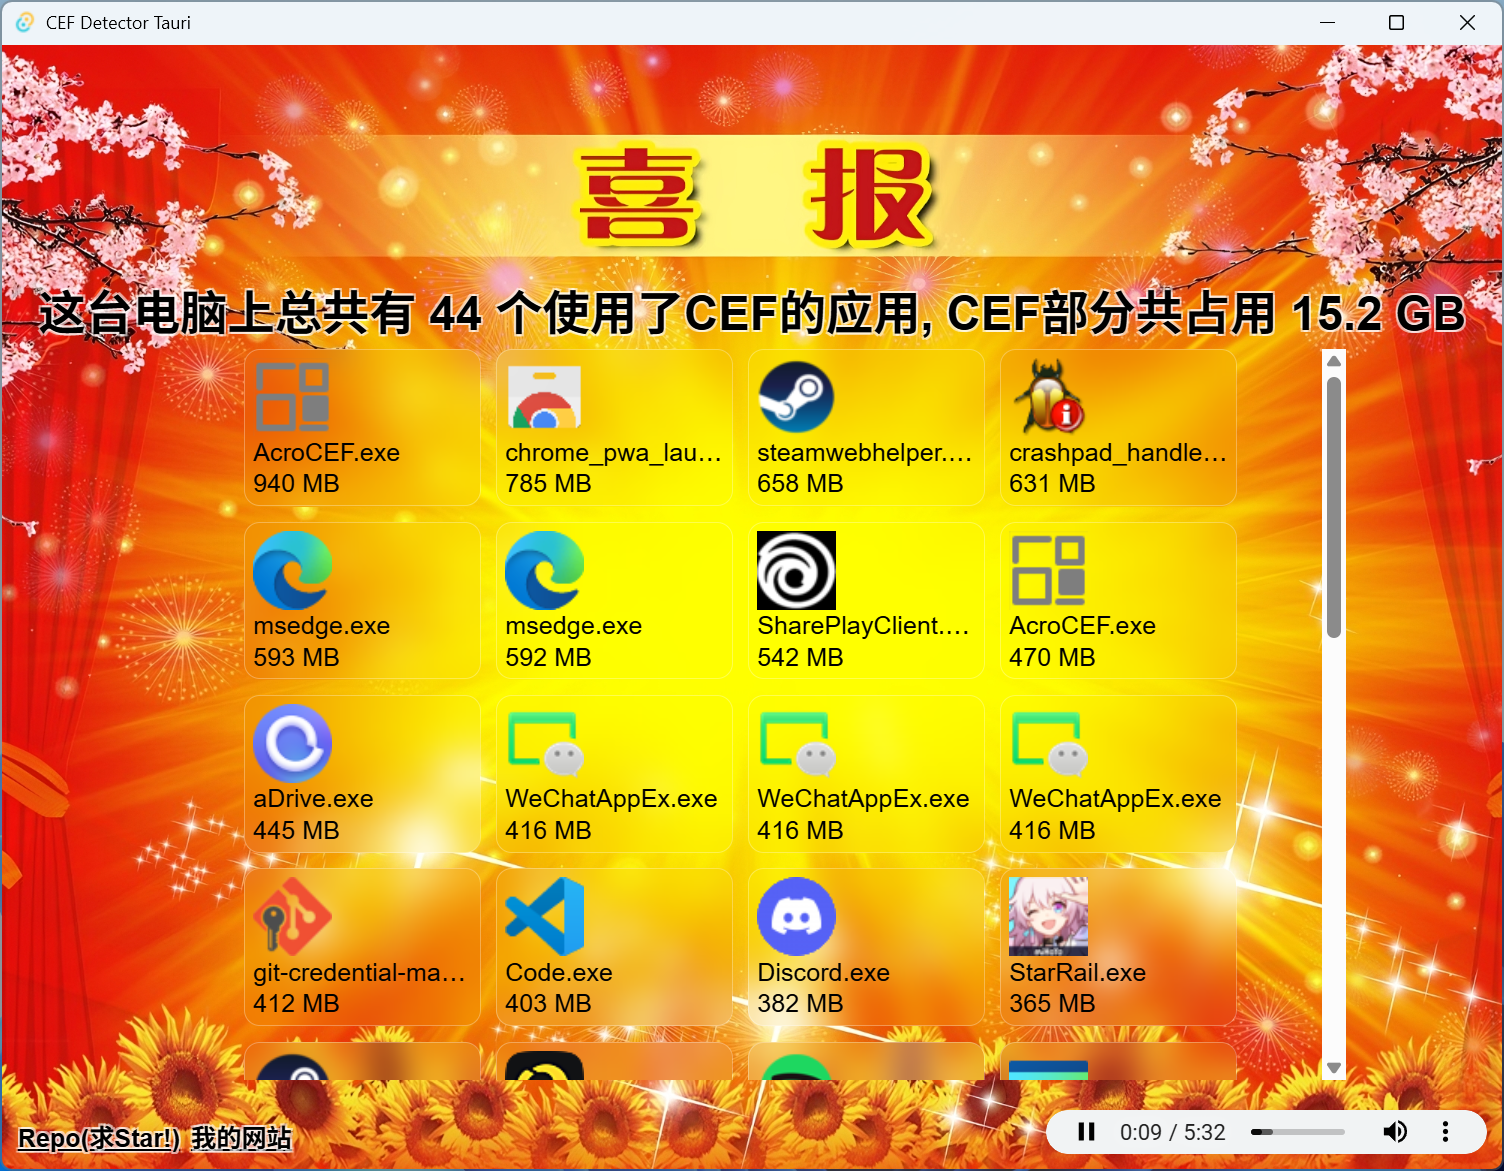 CEF Detector Tauri
喜 报
这台电脑上总共有 44 个使用了CEF的应用, CEF部分共占用 15.2 GB
AcroCEF.exe
940 MB
chrome_pwa_lau…
785 MB
steamwebhelper.…
658 MB
crashpad_handle…
631 MB
msedge.exe
593 MB
msedge.exe
592 MB
SharePlayClient.…
542 MB
AcroCEF.exe
470 MB
aDrive.exe
445 MB
WeChatAppEx.exe
416 MB
WeChatAppEx.exe
416 MB
WeChatAppEx.exe
416 MB
git-credential-ma…
412 MB
Code.exe
403 MB
Discord.exe
382 MB
StarRail.exe
365 MB
Repo(求Star!) 我的网站
0:09 / 5:32